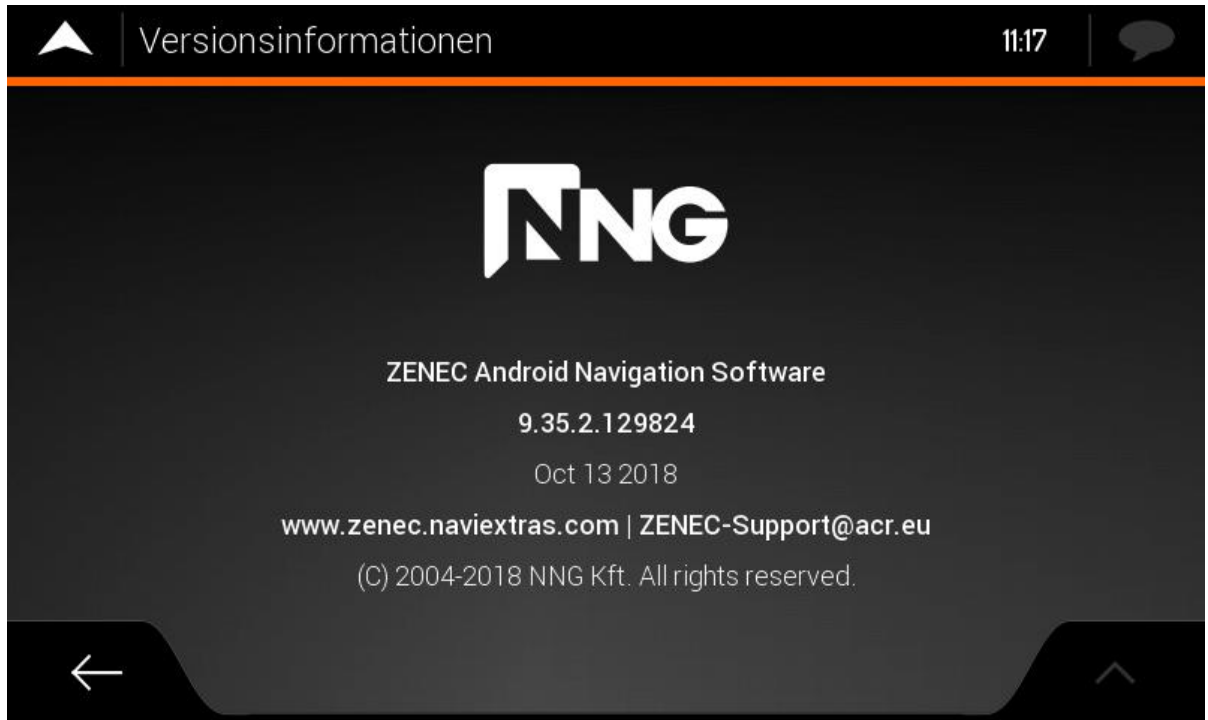 Versionsinformationen 11:17
NNG
ZENEC Android Navigation Software
9.35.2.129824
Oct 13 2018
www.zenec.naviextras.com | ZENEC-Support@acr.eu
(C) 2004-2018 NNG Kft. All rights reserved.